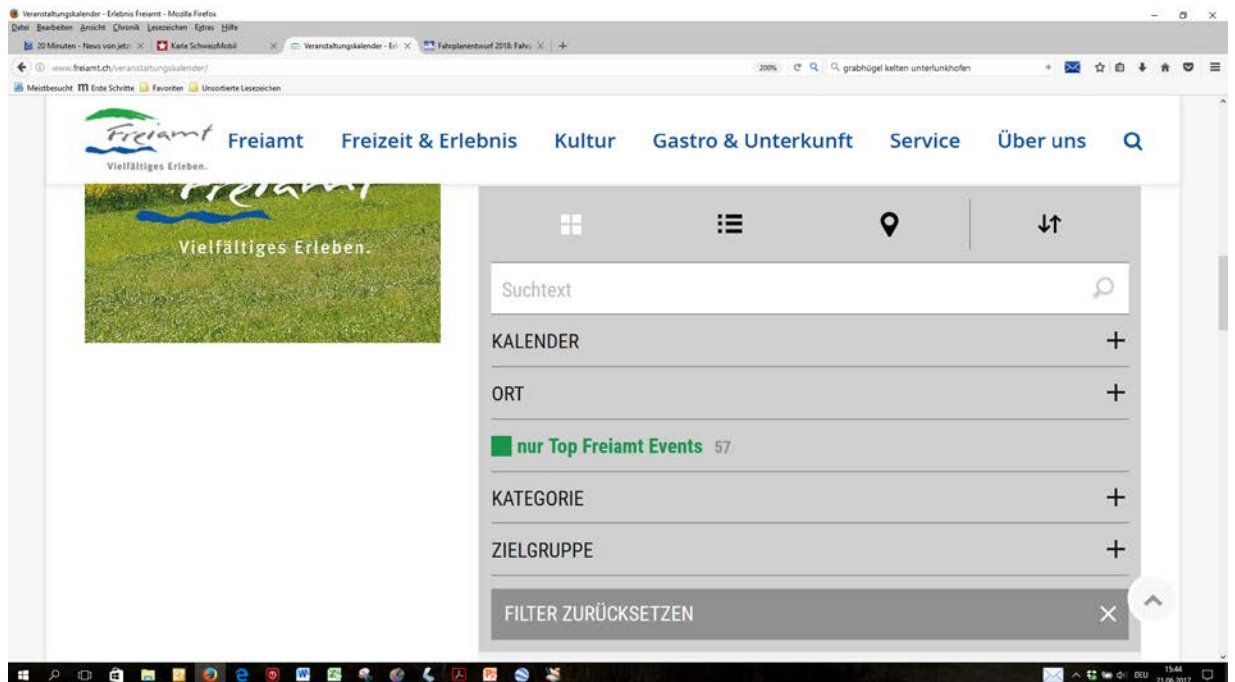 Veranstaltungskalender - Erlebnis Freiamt - Mozilla Firefox
Datei Bearbeiten Ansicht Chronik Lesezeichen Extras Hilfe
20 Minuten - News von jetzt Karte SchweizMobil Veranstaltungskalender - Erl Fahrplanentwurf 2018: Fahr
www.freiamt.ch/veranstaltungskalender/ 200% grabhügel kelten unterlunkhofen
Meistbesucht Erste Schritte Favoriten Unsortierte Lesezeichen
Freiamt
Vielfältiges Erleben.
Freiamt Freizeit & Erlebnis Kultur Gastro & Unterkunft Service Über uns
Freiamt
Vielfältiges Erleben.
Suchtext
KALENDER
ORT
nur Top Freiamt Events 57
KATEGORIE
ZIELGRUPPE
FILTER ZURÜCKSETZEN
DEU 15:44
21.06.2017